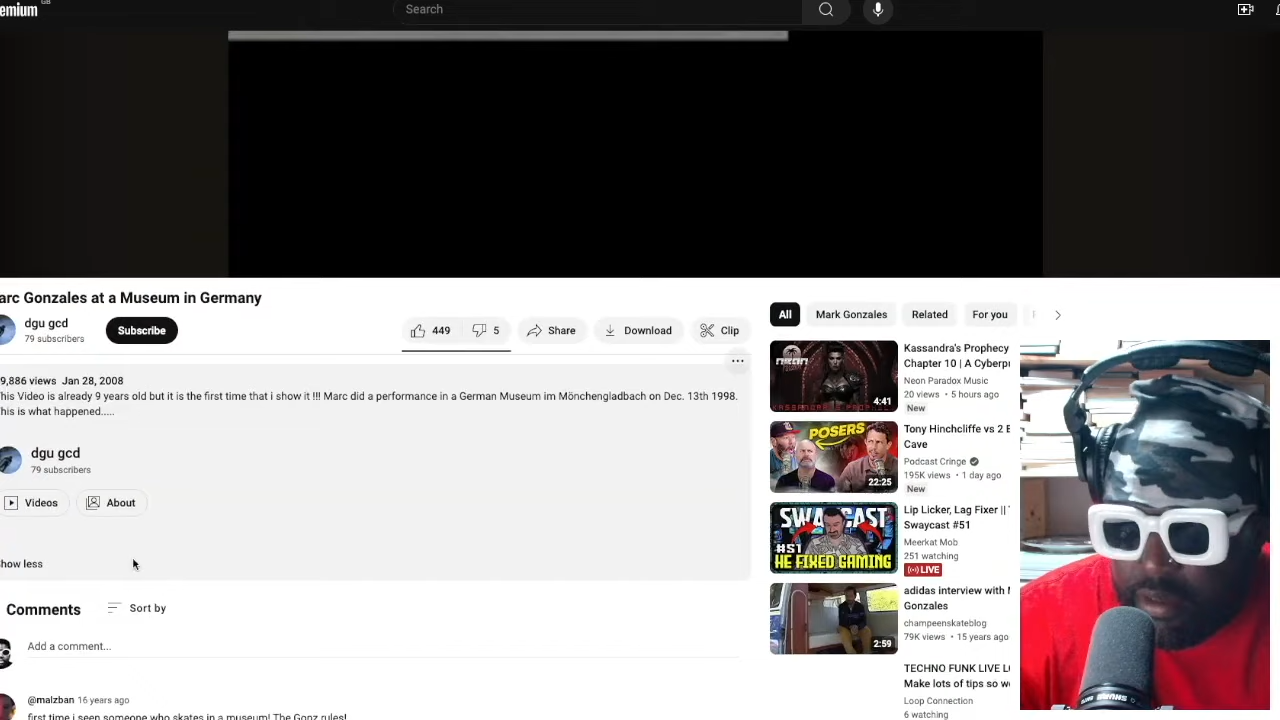 emium
GB
Search
arc Gonzales at a Museum in Germany
dgu gcd
79 subscribers
Subscribe
449
5
Share
Download
Clip
9,886 views Jan 28, 2008
his Video is already 9 years old but it is the first time that i show it !!! Marc did a performance in a German Museum im Mönchengladbach on Dec. 13th 1998.
his is what happened.....
dgu gcd
79 subscribers
Videos
About
how less
Comments
Sort by
Add a comment...
@malzban 16 years ago
first time i seen someone who skates in a museum! The Gonz rules!
All
Mark Gonzales
Related
For you
NEON
KASSANDRA'S PROPHECY
4:41
Kassandra's Prophecy
Chapter 10 | A Cyberpu
Neon Paradox Music
20 views • 5 hours ago
New
POSERS
22:25
Tony Hinchcliffe vs 2 B
Cave
Podcast Cringe
195K views • 1 day ago
New
SWAYCAST
#51
HE FIXED GAMING
Lip Licker, Lag Fixer ||
Swaycast #51
Meerkat Mob
251 watching
LIVE
2:59
adidas interview with M
Gonzales
champeenskateblog
79K views • 15 years ago
TECHNO FUNK LIVE LO
Make lots of tips so w
Loop Connection
6 watching
SHURE